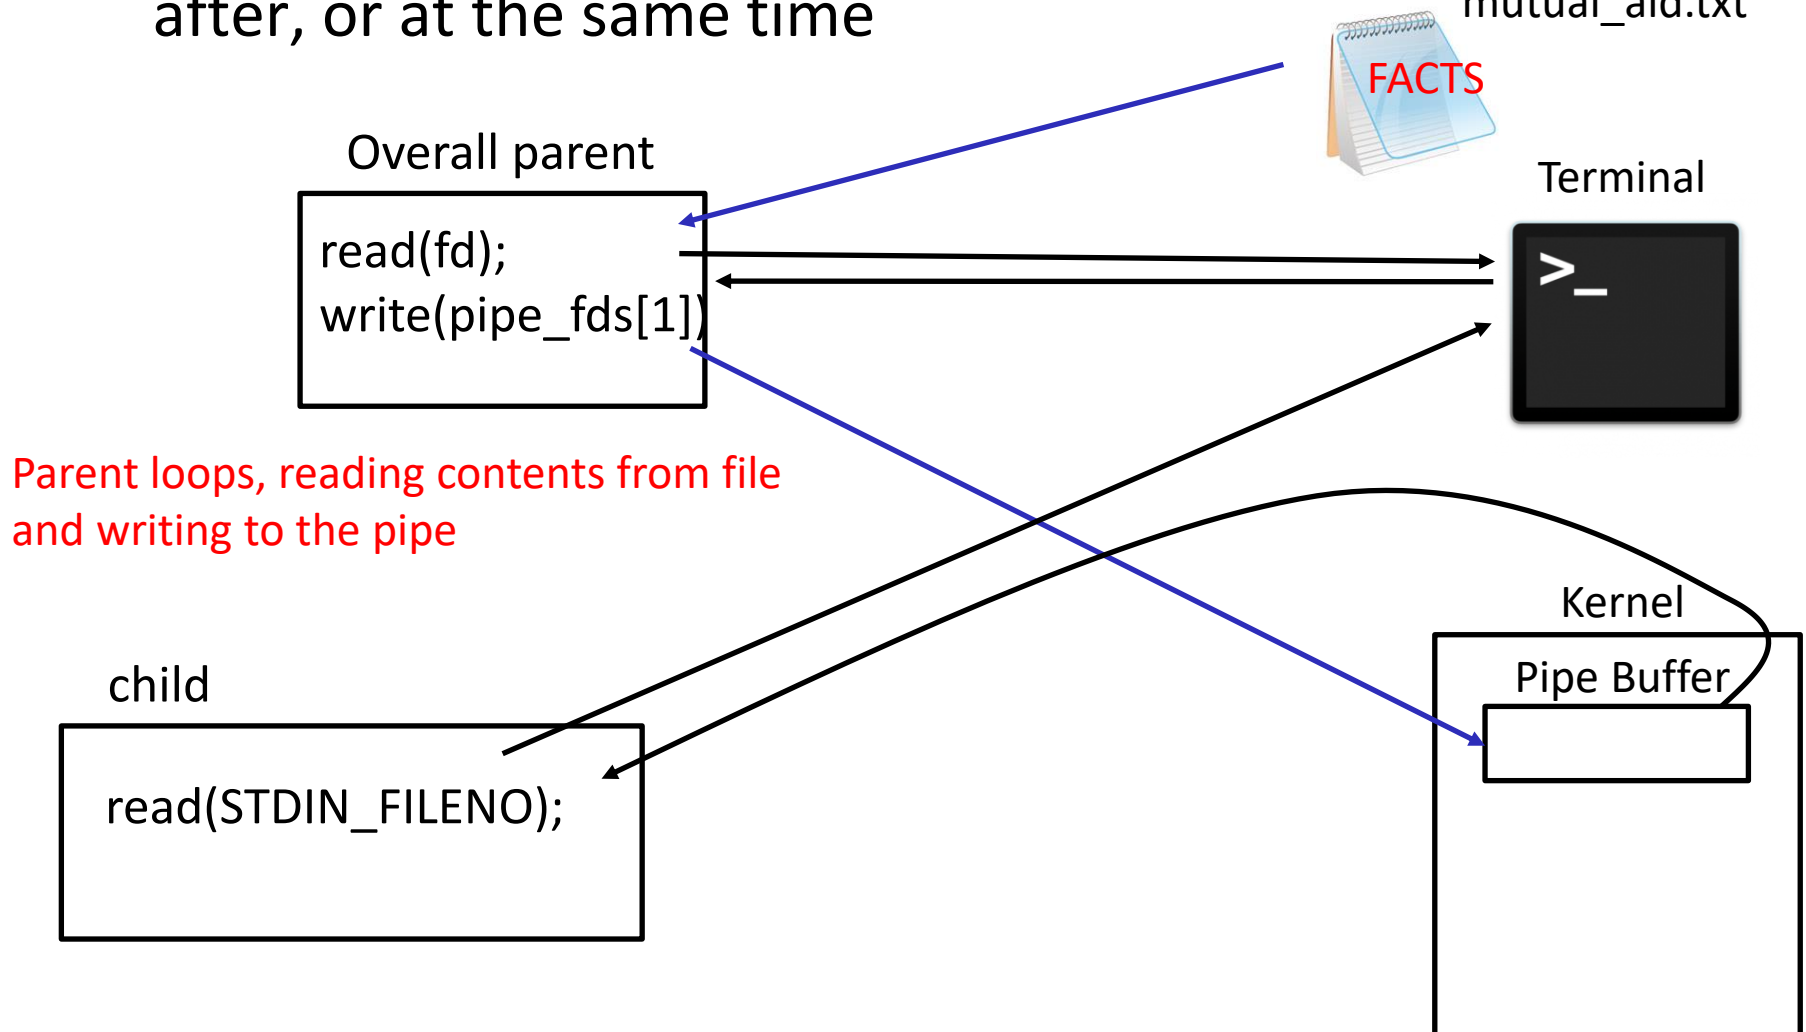 after, or at the same time
mutual_aid.txt
FACTS
Overall parent
Terminal
read(fd);
write(pipe_fds[1])
>_
Parent loops, reading contents from file
and writing to the pipe
Kernel
Pipe Buffer
child
read(STDIN_FILENO);